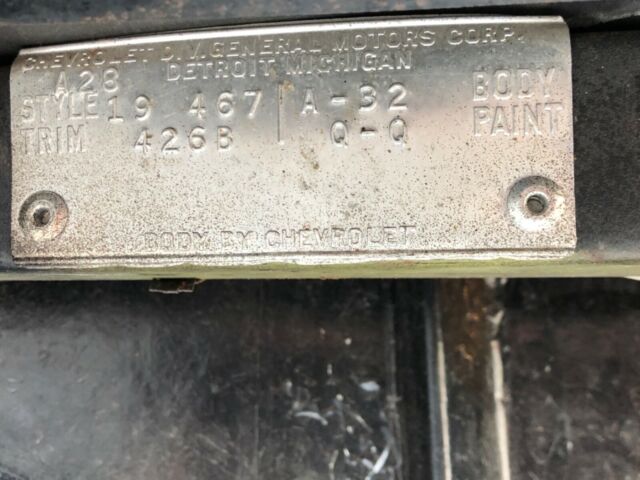 CHEVROLET DIV. GENERAL MOTORS CORP.
DETROIT, MICHIGAN
A28
STYLE 19 467 A-32 BODY
TRIM 426B Q-Q PAINT
BODY BY CHEVROLET